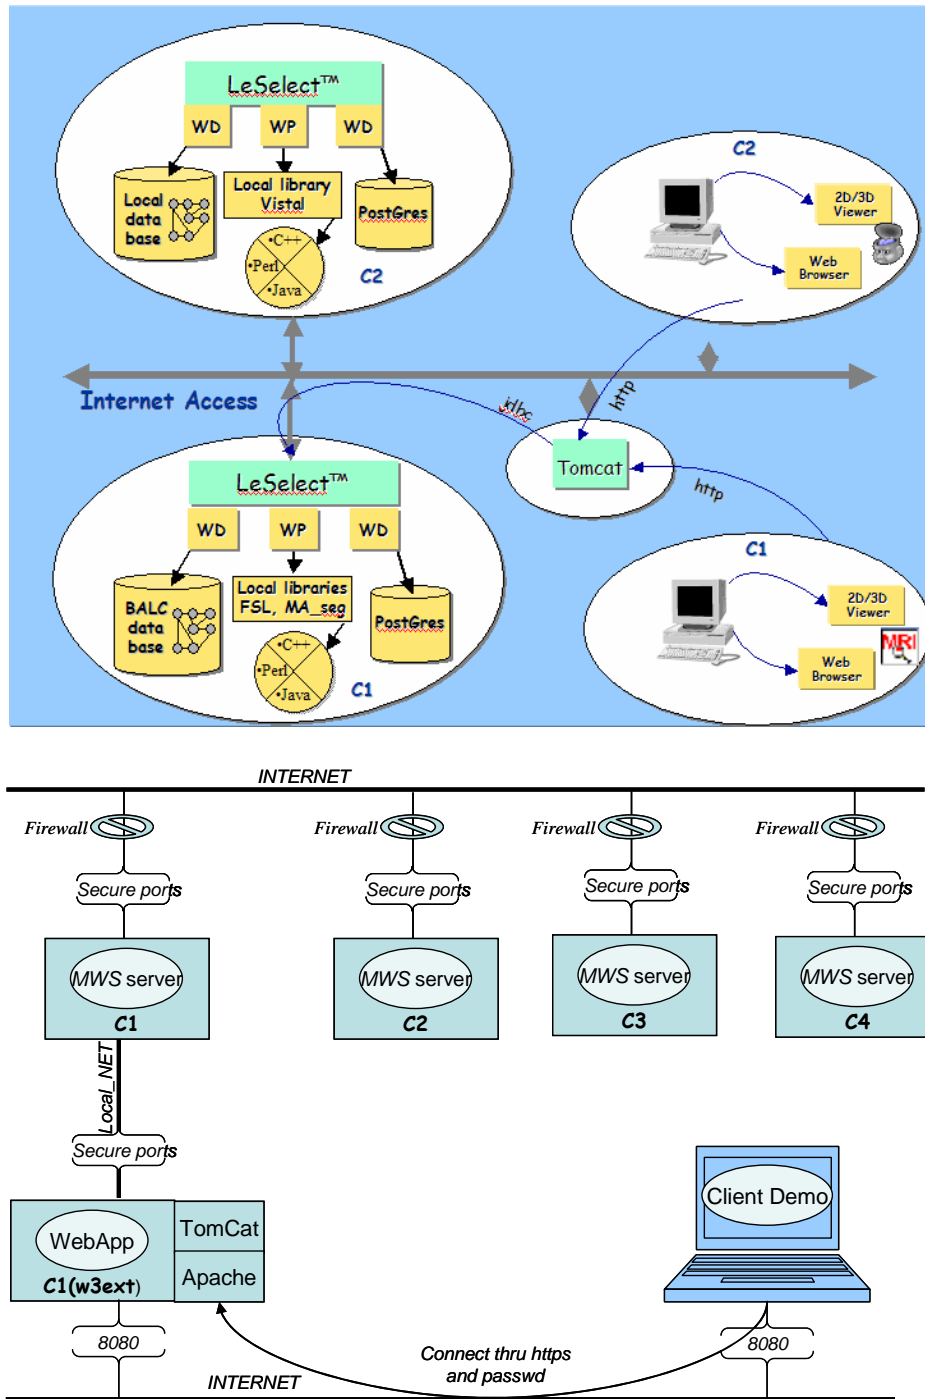 LeSelect™
WD
WP
WD
Local
data
base
Local library
Vistal
PostGres
•C++
•Perl
•Java
C2
C2
2D/3D
Viewer
Web
Browser
Internet Access
jdbc
http
Tomcat
http
LeSelect™
WD
WP
WD
BALC
data
base
Local libraries
FSL, MA_seg
PostGres
•C++
•Perl
•Java
C1
C1
2D/3D
Viewer
MRI
Web
Browser
INTERNET
Firewall
Firewall
Firewall
Firewall
Secure ports
Secure ports
Secure ports
Secure ports
MWS server
C1
MWS server
C2
MWS server
C3
MWS server
C4
Local_NET
Secure ports
WebApp
C1(w3ext)
TomCat
Apache
Client Demo
8080
Connect thru https
and passwd
8080
INTERNET